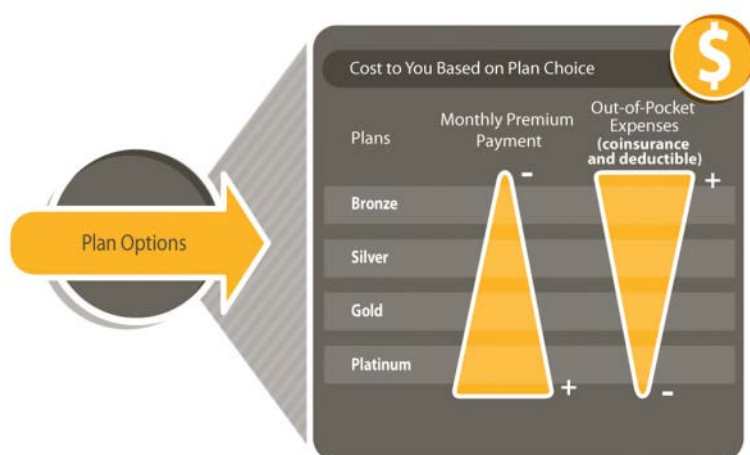 $
Cost to You Based on Plan Choice
Plans
Monthly Premium
Payment
Out-of-Pocket
Expenses
(coinsurance
and deductible)
-
+
Bronze
Silver
Gold
Platinum
+
-
Plan Options